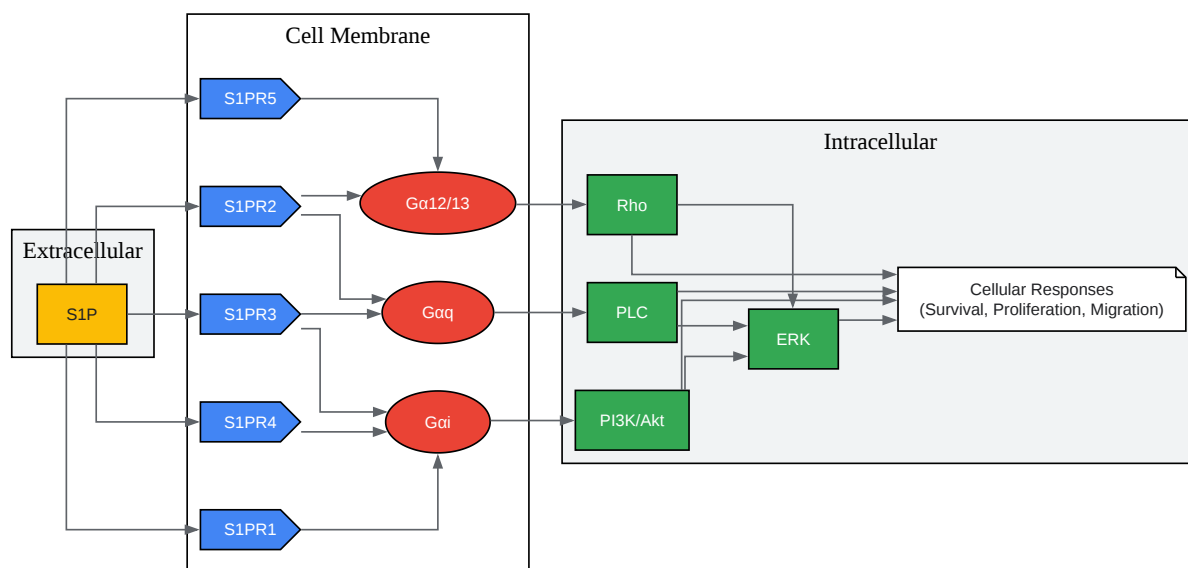 Cell Membrane
S1PR5
Intracellular
S1PR2
Gα12/13
Rho
Extracellular
S1P
S1PR3
Gαq
PLC
ERK
Cellular Responses
(Survival, Proliferation, Migration)
S1PR4
Gαi
PI3K/Akt
S1PR1